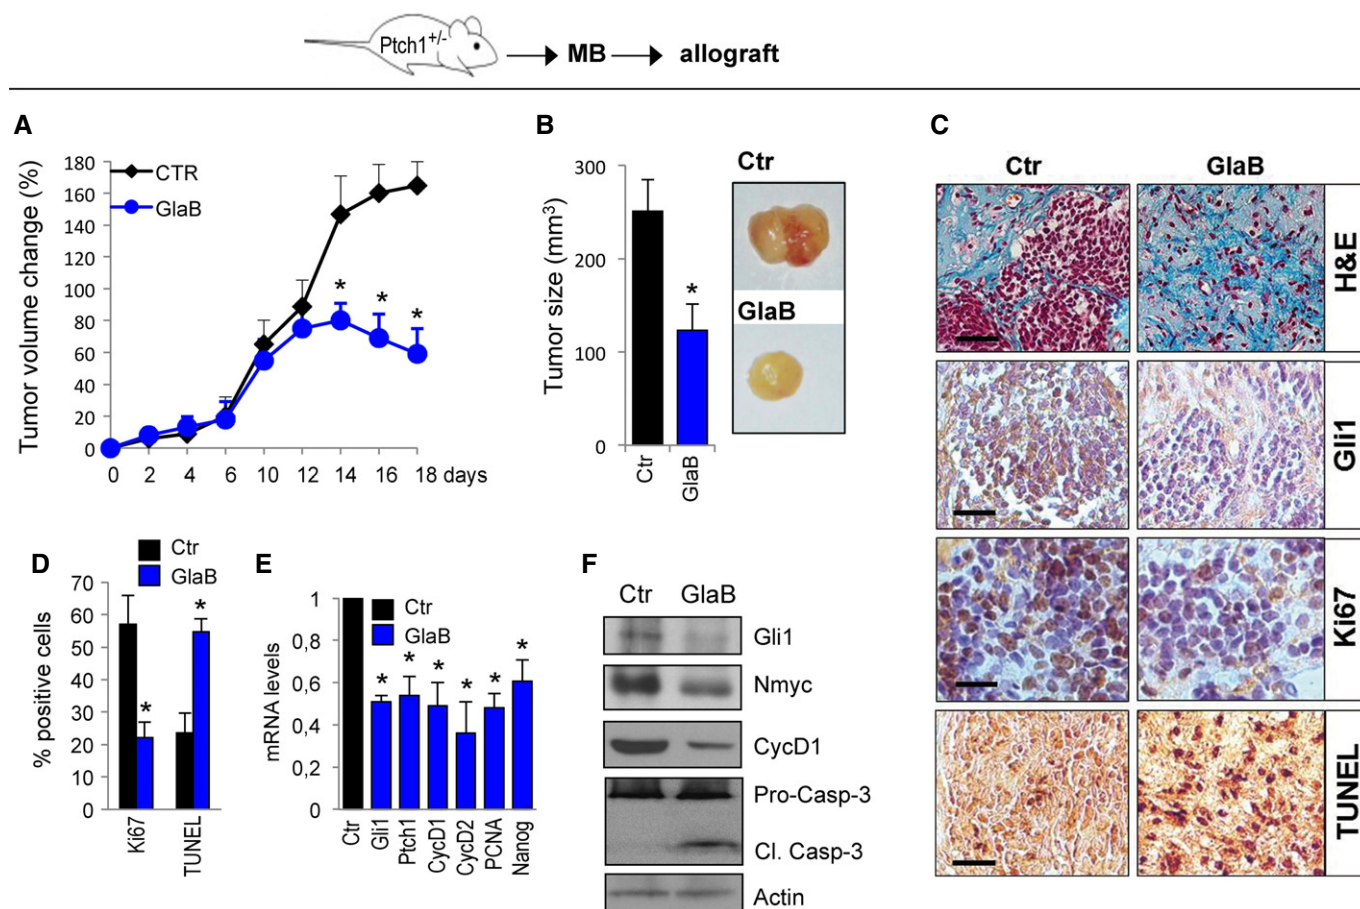 Ptch1+/- MB allograft
A
Tumor volume change (%)
180
160
140
120
100
80
60
40
20
0
CTR
GlaB
* * *
0 2 4 6 10 12 14 16 18 days
B
Tumor size (mm³)
300
200
100
0
*
Ctr
GlaB
Ctr
GlaB
C
Ctr GlaB
H&E
Gli1
Ki67
TUNEL
D
Ctr
GlaB
% positive cells
70
60
50
40
30
20
10
0
* *
Ki67
TUNEL
E
mRNA levels
1
0,8
0,6
0,4
0,2
0
Ctr
GlaB
* * * * * *
Ctr
Gli1
Ptch1
CycD1
CycD2
PCNA
Nanog
F
Ctr GlaB
Gli1
Nmyc
CycD1
Pro-Casp-3
Cl. Casp-3
Actin